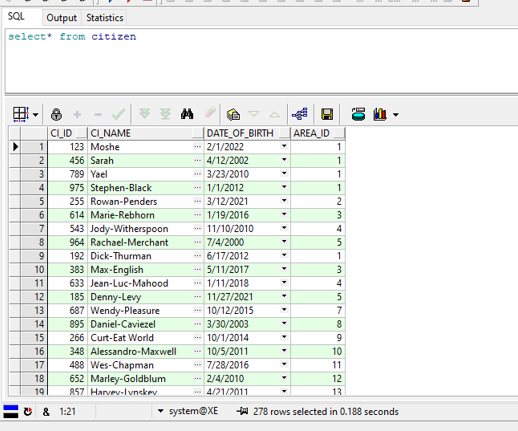 SQL Output Statistics
select* from citizen
CI_ID CI_NAME DATE_OF_BIRTH AREA_ID
1 123 Moshe ... 2/1/2022 1
2 456 Sarah ... 4/12/2002 1
3 789 Yael ... 3/23/2010 1
4 975 Stephen-Black ... 1/1/2012 1
5 255 Rowan-Penders ... 3/12/2021 2
6 614 Marie-Rebhorn ... 1/19/2016 3
7 543 Jody-Witherspoon ... 11/10/2010 4
8 964 Rachael-Merchant ... 7/4/2000 5
9 192 Dick-Thurman ... 6/17/2012 1
10 383 Max-English ... 5/11/2017 3
11 633 Jean-Luc-Mahood ... 1/11/2018 4
12 185 Denny-Levy ... 11/27/2021 5
13 687 Wendy-Pleasure ... 10/12/2015 7
14 895 Daniel-Caviezel ... 3/30/2003 8
15 266 Curt-Eat World ... 10/1/2014 9
16 348 Alessandro-Maxwell ... 10/5/2011 10
17 488 Wes-Chapman ... 7/28/2016 11
18 652 Marley-Goldblum ... 2/4/2010 12
19 857 Harvey-Lynskey ... 4/21/2011 13
& 1:21 system@XE 278 rows selected in 0.188 seconds